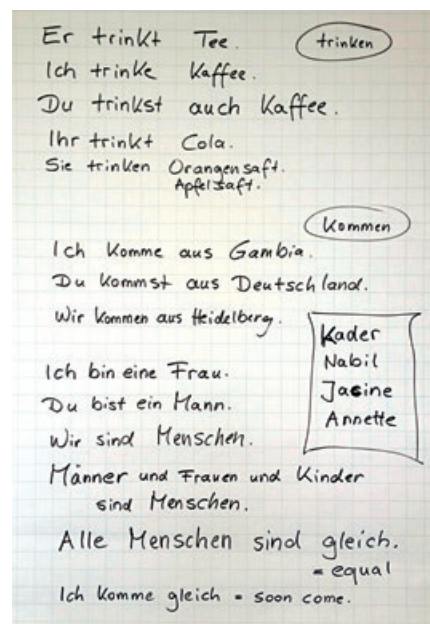 Er trinkt Tee.
trinken
Ich trinke Kaffee.
Du trinkst auch Kaffee.
Ihr trinkt Cola.
Sie trinken Orangensaft.
Apfelsaft.
kommen
Ich komme aus Gambia.
Du kommst aus Deutschland.
Wir kommen aus Heidelberg.
Kader
Nabil
Jacine
Annette
Ich bin eine Frau.
Du bist ein Mann.
Wir sind Menschen.
Männer und Frauen und Kinder
sind Menschen.
Alle Menschen sind gleich.
= equal
Ich komme gleich = soon come.